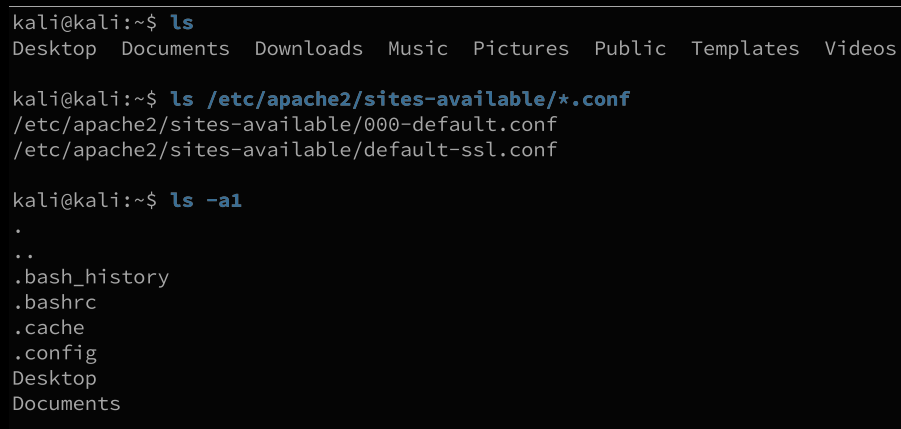 kali@kali:~$ ls
Desktop  Documents  Downloads  Music  Pictures  Public  Templates  Videos
kali@kali:~$ ls /etc/apache2/sites-available/*.conf
/etc/apache2/sites-available/000-default.conf
/etc/apache2/sites-available/default-ssl.conf
kali@kali:~$ ls -a1
.
..
.bash_history
.bashrc
.cache
.config
Desktop
Documents